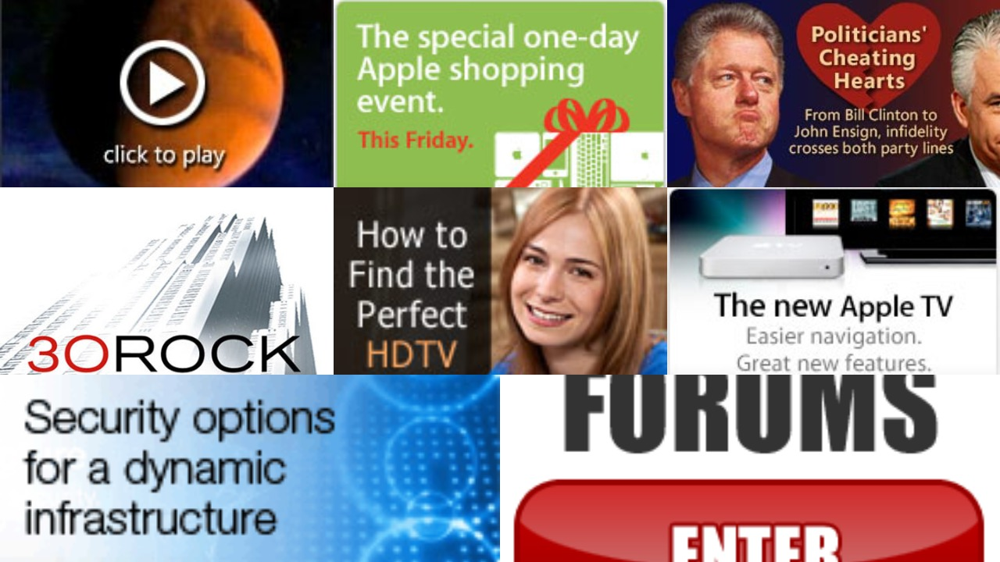 click to play
The special one-day
Apple shopping
event.
This Friday.
Politicians'
Cheating
Hearts
From Bill Clinton to
John Ensign, infidelity
crosses both party lines
30ROCK
How to
Find the
Perfect
HDTV
LOST
The new Apple TV
Easier navigation.
Great new features.
Security options
for a dynamic
infrastructure
FORUMS
ENTER